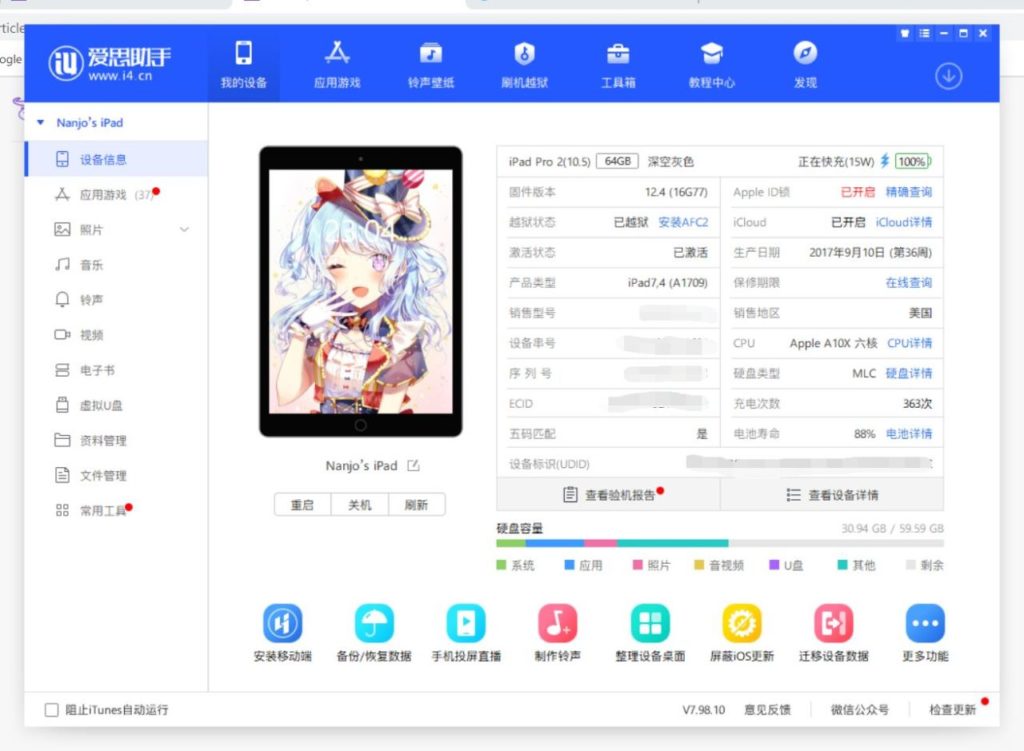 rticle
ogle
iU 爱思助手
www.i4.cn
我的设备 应用游戏 铃声壁纸 刷机越狱 工具箱 教程中心 发现
Nanjo's iPad
设备信息
应用游戏 (37)
照片
音乐
铃声
视频
电子书
虚拟U盘
资料管理
文件管理
常用工具
23:04
Nanjo's iPad
重启 关机 刷新
iPad Pro 2(10.5) 64GB 深空灰色 正在快充(15W) 100%
固件版本 12.4 (16G77) Apple ID锁 已开启 精确查询
越狱状态 已越狱 安装AFC2 iCloud 已开启 iCloud详情
激活状态 已激活 生产日期 2017年9月10日 (第36周)
产品类型 iPad7,4 (A1709) 保修期限 在线查询
销售型号 销售地区 美国
设备串号 CPU Apple A10X 六核 CPU详情
序列号 硬盘类型 MLC 硬盘详情
ECID 充电次数 363次
五码匹配 是 电池寿命 88% 电池详情
设备标识(UDID)
查看验机报告 查看设备详情
硬盘容量 30.94 GB / 59.59 GB
系统 应用 照片 音视频 U盘 其他 剩余
安装移动端 备份/恢复数据 手机投屏直播 制作铃声 整理设备桌面 屏蔽iOS更新 迁移设备数据 更多功能
阻止iTunes自动运行 V7.98.10 意见反馈 微信公众号 检查更新